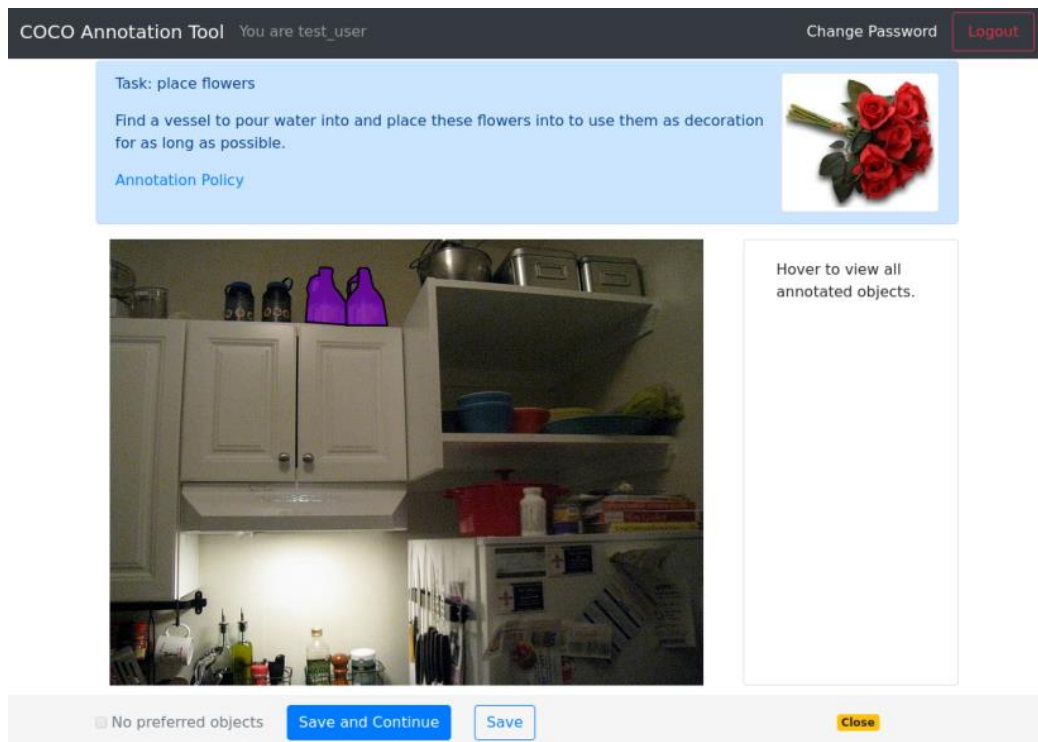 COCO Annotation Tool You are test_user Change Password Logout
Task: place flowers
Find a vessel to pour water into and place these flowers into to use them as decoration
for as long as possible.
Annotation Policy
Hover to view all
annotated objects.
No preferred objects Save and Continue Save Close